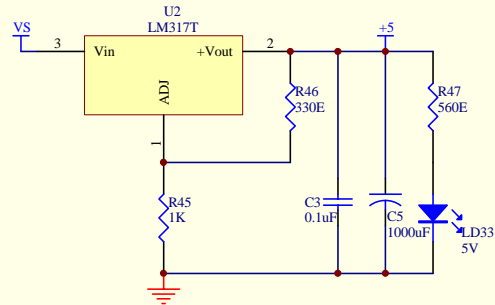 U2
LM317T
VS
3
Vin
+Vout
2
ADJ
1
+5
R46
330E
R47
560E
R45
1K
C3
0.1uF
C5
1000uF
LD33
5V